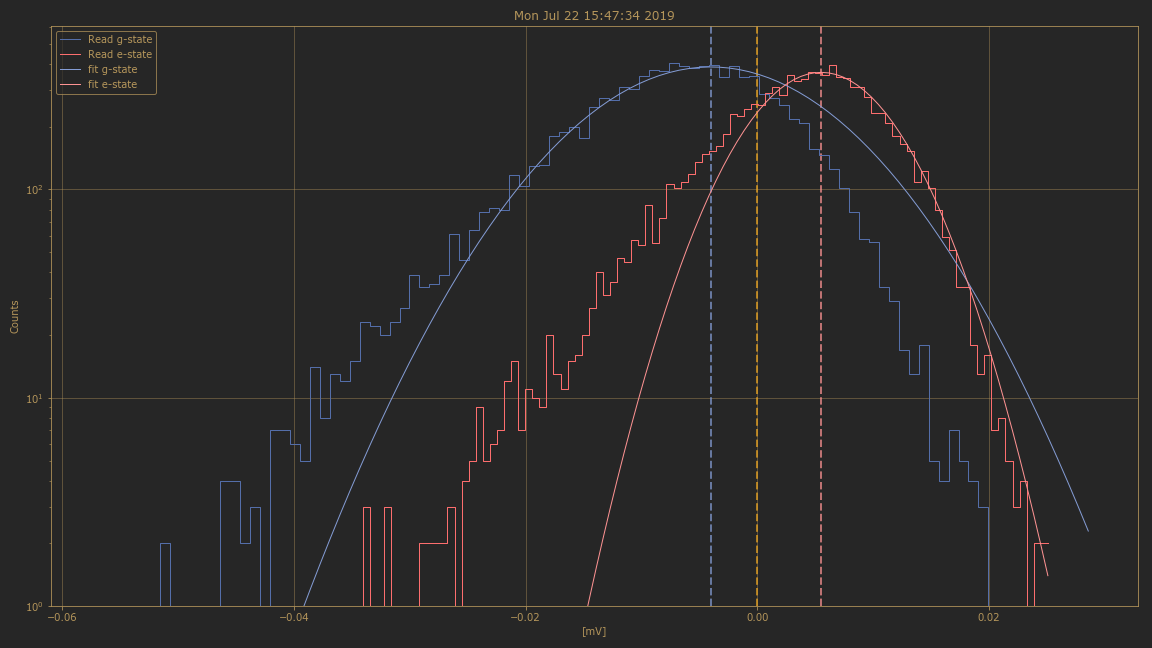 Mon Jul 22 15:47:34 2019
Read g-state
Read e-state
fit g-state
fit e-state
Counts
10²
10¹
10⁰
−0.06
−0.04
−0.02
0.00
0.02
[mV]